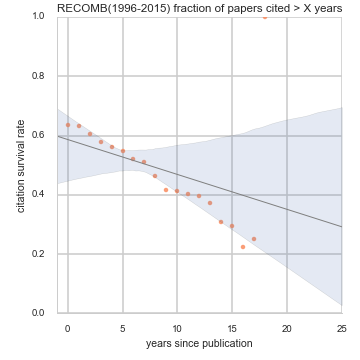 RECOMB(1996-2015) fraction of papers cited > X years
1.0
0.8
0.6
0.4
0.2
0.0
citation survival rate
0 5 10 15 20 25
years since publication